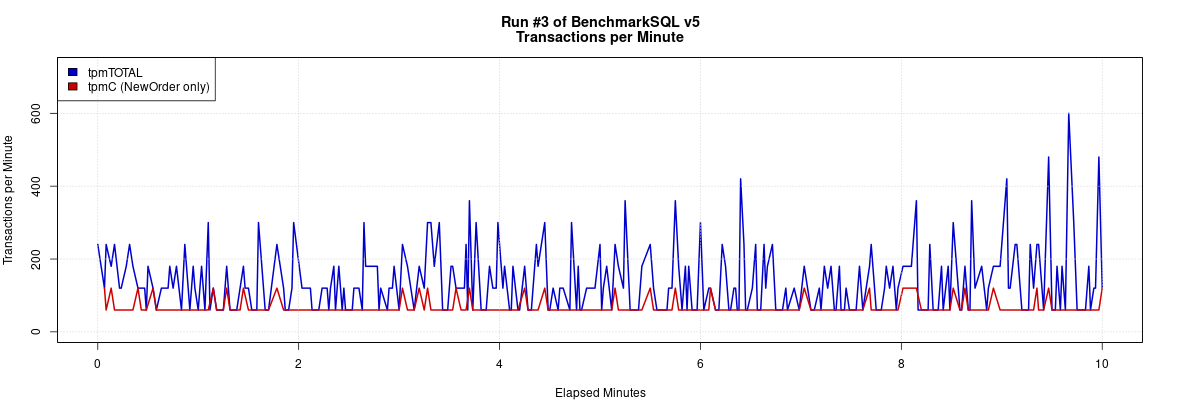 Run #3 of BenchmarkSQL v5
Transactions per Minute
tpmTOTAL
tpmC (NewOrder only)
Transactions per Minute
600
400
200
0
0 2 4 6 8 10
Elapsed Minutes